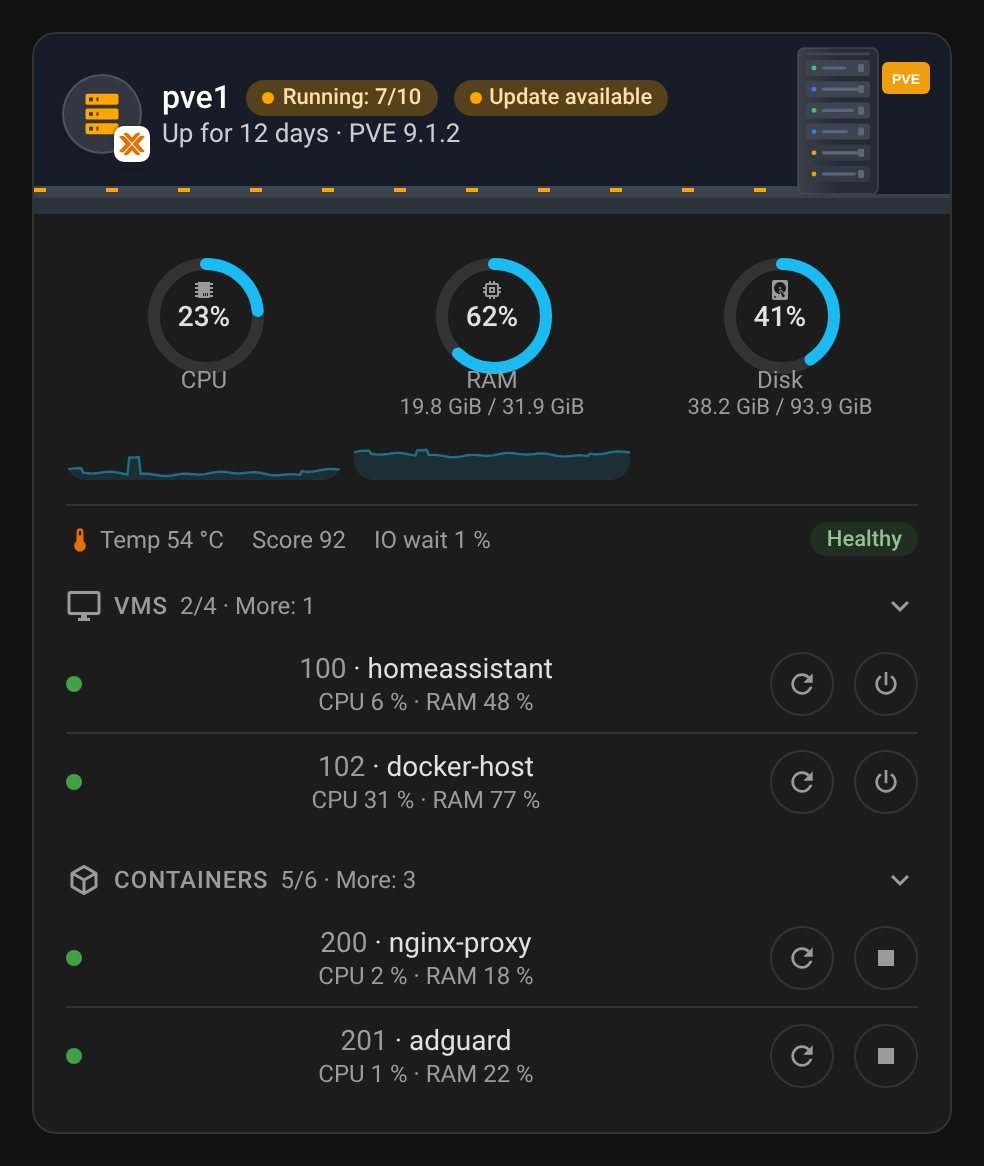 pve1 Running: 7/10 Update available
PVE
Up for 12 days · PVE 9.1.2
23% 62% 41%
CPU RAM Disk
19.8 GiB / 31.9 GiB 38.2 GiB / 93.9 GiB
Temp 54 °C Score 92 IO wait 1 % Healthy
VMS 2/4 · More: 1
100 · homeassistant
CPU 6 % · RAM 48 %
102 · docker-host
CPU 31 % · RAM 77 %
CONTAINERS 5/6 · More: 3
200 · nginx-proxy
CPU 2 % · RAM 18 %
201 · adguard
CPU 1 % · RAM 22 %